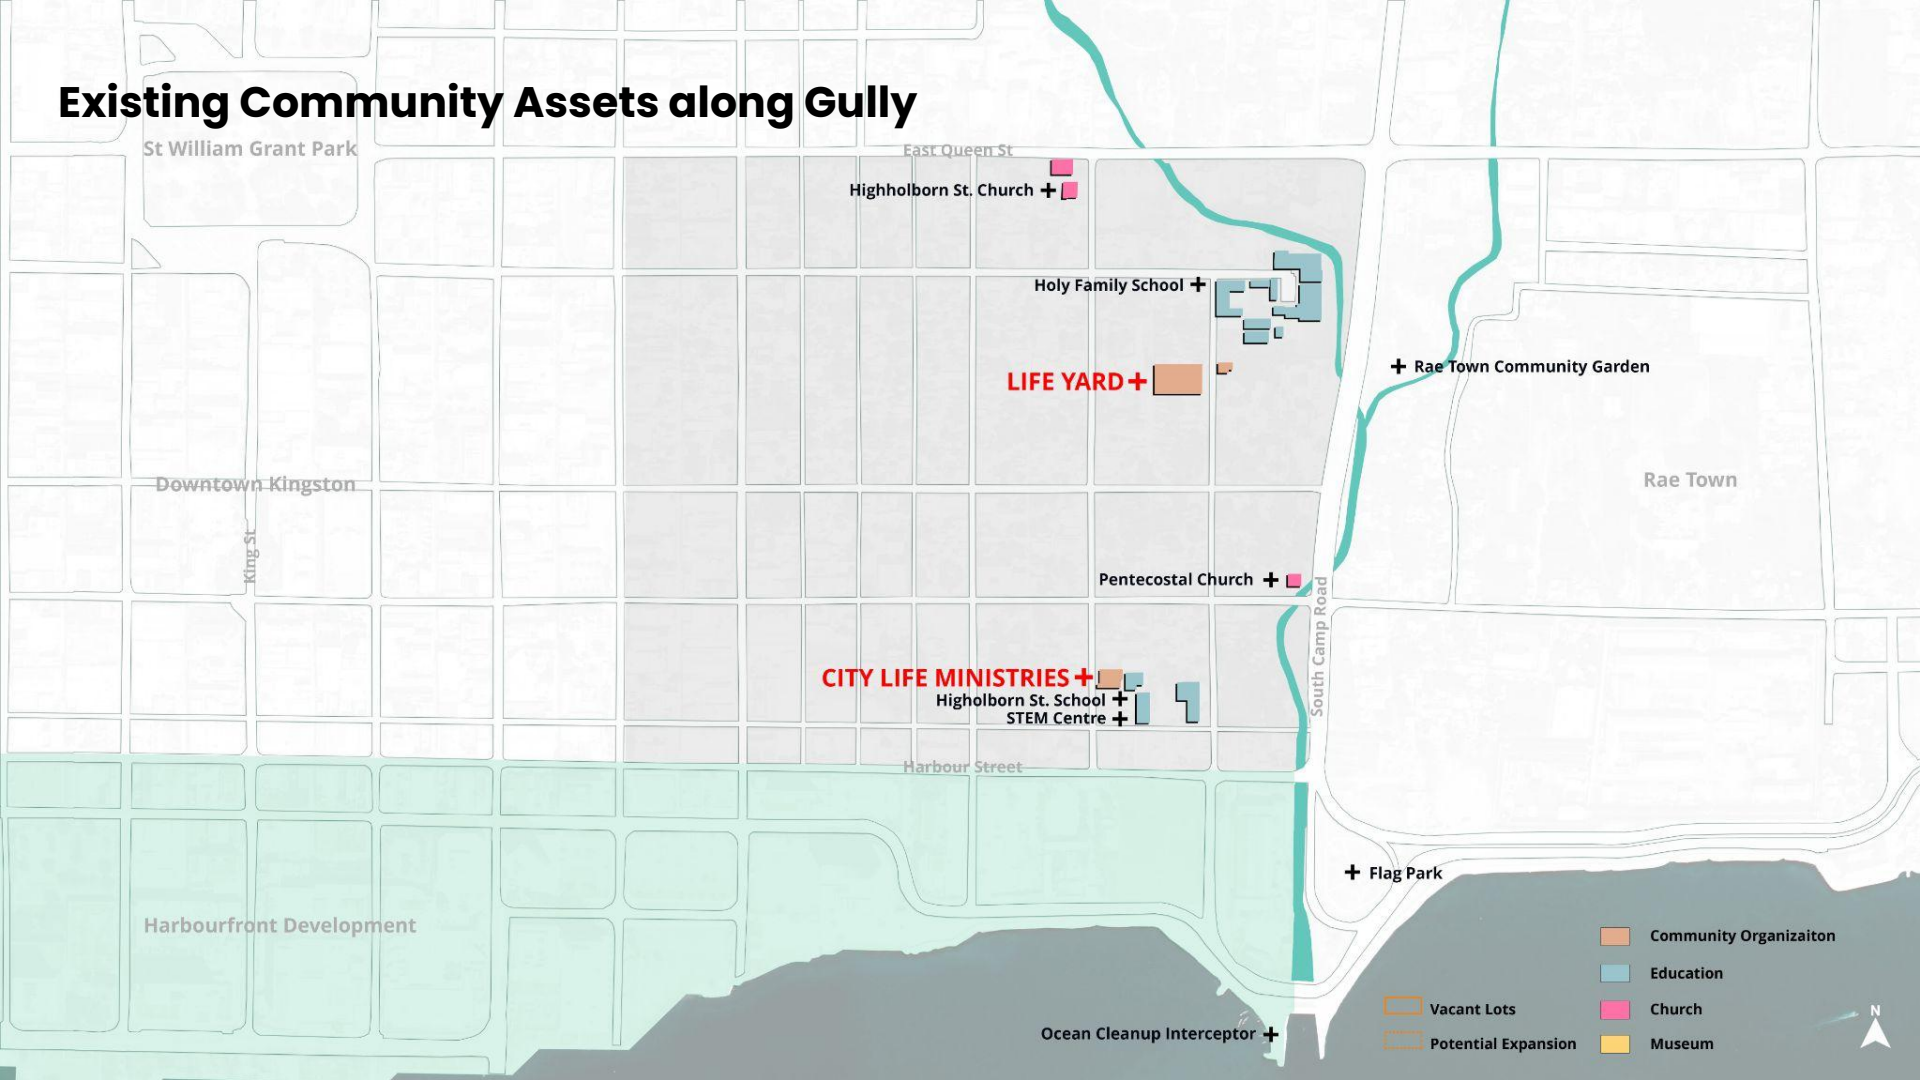 Existing Community Assets along Gully
St William Grant Park
East Queen St
Highholborn St. Church
Holy Family School
LIFE YARD
Rae Town Community Garden
Downtown Kingston
Rae Town
King St
Pentecostal Church
South Camp Road
CITY LIFE MINISTRIES
Higholborn St. School
STEM Centre
Harbour Street
Flag Park
Harbourfront Development
Ocean Cleanup Interceptor
Vacant Lots
Potential Expansion
Community Organizaiton
Education
Church
Museum
N